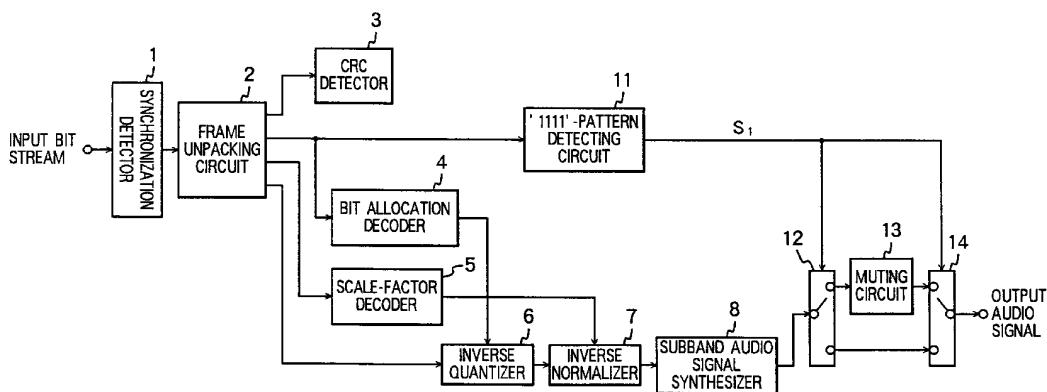 3
CRC
DETECTOR
1
SYNCHRONIZATION
DETECTOR
2
FRAME
UNPACKING
CIRCUIT
11
'1111'-PATTERN
DETECTING
CIRCUIT
S1
INPUT BIT
STREAM
4
BIT ALLOCATION
DECODER
5
SCALE-FACTOR
DECODER
12
13
MUTING
CIRCUIT
14
OUTPUT
AUDIO
SIGNAL
6
INVERSE
QUANTIZER
7
INVERSE
NORMALIZER
8
SUBBAND AUDIO
SIGNAL
SYNTHESIZER